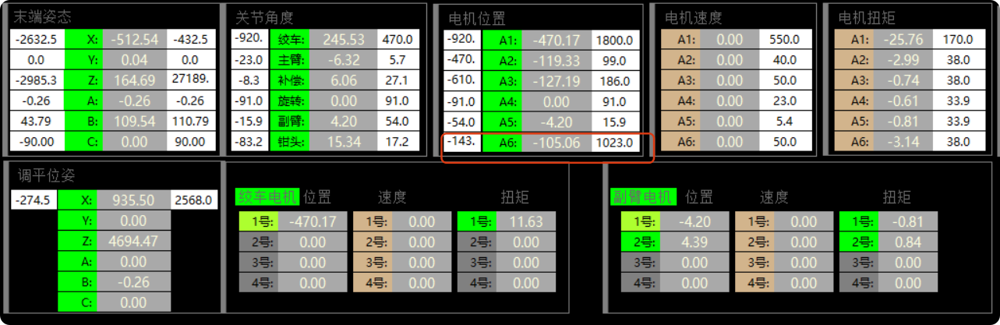 末端姿态
-2632.5 X: -512.54 -432.5
0.0 Y: 0.04 0.0
-2985.3 Z: 164.69 27189.
-0.26 A: -0.26 -0.26
43.79 B: 109.54 110.79
-90.00 C: 0.00 90.00
关节角度
-920. 绞车: 245.53 470.0
-23.0 主臂: -6.32 5.7
-8.3 补偿: 6.06 27.1
-91.0 旋转: 0.00 91.0
-15.9 副臂: 4.20 54.0
-83.2 钳头: 15.34 17.2
电机位置
-920. A1: -470.17 1800.0
-470. A2: -119.33 99.0
-610. A3: -127.19 186.0
-91.0 A4: 0.00 91.0
-54.0 A5: -4.20 15.9
-143. A6: -105.06 1023.0
电机速度
A1: 0.00 550.0
A2: 0.00 40.0
A3: 0.00 50.0
A4: 0.00 23.0
A5: 0.00 5.4
A6: 0.00 50.0
电机扭矩
A1: -25.76 170.0
A2: -2.99 38.0
A3: -0.74 38.0
A4: -0.61 33.9
A5: -0.81 33.9
A6: -3.14 38.0
调平位姿
-274.5 X: 935.50 2568.0
Y: 0.00
Z: 4694.47
A: 0.00
B: -0.26
C: 0.00
绞车电机 位置 速度 扭矩
1号: -470.17 1号: 0.00 1号: 11.63
2号: 0.00 2号: 0.00 2号: 0.00
3号: 0.00 3号: 0.00 3号: 0.00
4号: 0.00 4号: 0.00 4号: 0.00
副臂电机 位置 速度 扭矩
1号: -4.20 1号: 0.00 1号: -0.81
2号: 4.39 2号: 0.00 2号: 0.84
3号: 0.00 3号: 0.00 3号: 0.00
4号: 0.00 4号: 0.00 4号: 0.00